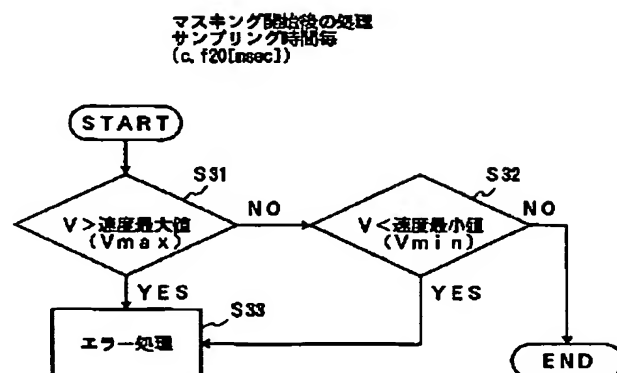 マスキング開始後の処理
サンプリング時間毎
(c.f20[msec])
START
S31
V>速度最大値
(Vmax)
NO
S32
V<速度最小値
(Vmin)
NO
YES
S33
エラー処理
YES
END